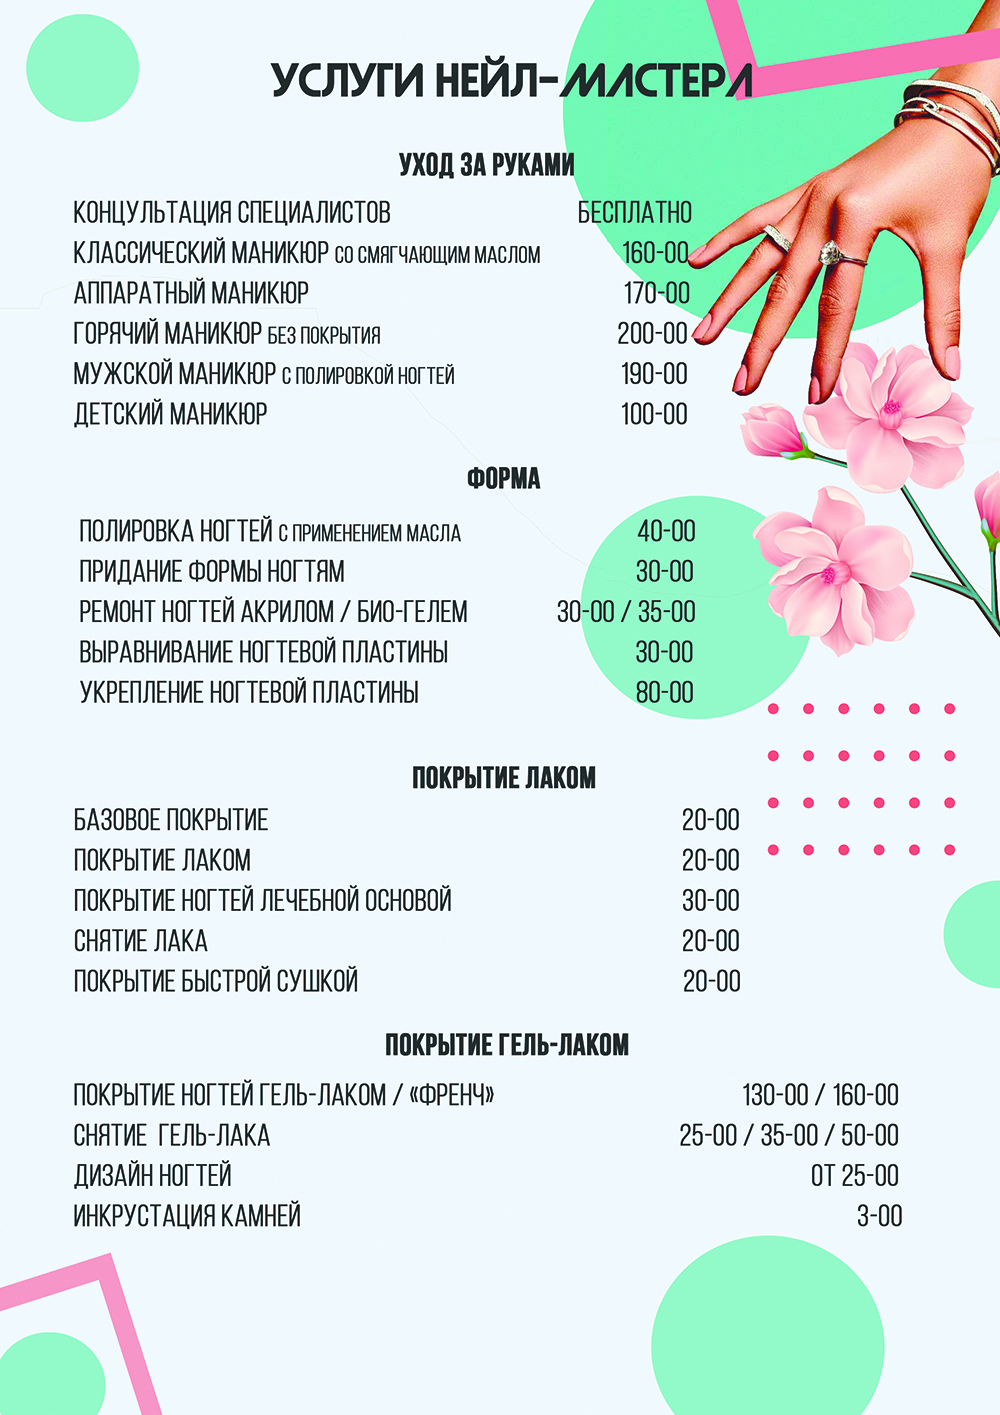 УСЛУГИ НЕЙЛ-МАСТЕРА
УХОД ЗА РУКАМИ
КОНЦУЛЬТАЦИЯ СПЕЦИАЛИСТОВ БЕСПЛАТНО
КЛАССИЧЕСКИЙ МАНИКЮР СО СМЯГЧАЮЩИМ МАСЛОМ 160-00
АППАРАТНЫЙ МАНИКЮР 170-00
ГОРЯЧИЙ МАНИКЮР БЕЗ ПОКРЫТИЯ 200-00
МУЖСКОЙ МАНИКЮР С ПОЛИРОВКОЙ НОГТЕЙ 190-00
ДЕТСКИЙ МАНИКЮР 100-00
ФОРМА
ПОЛИРОВКА НОГТЕЙ С ПРИМЕНЕНИЕМ МАСЛА 40-00
ПРИДАНИЕ ФОРМЫ НОГТЯМ 30-00
РЕМОНТ НОГТЕЙ АКРИЛОМ / БИО-ГЕЛЕМ 30-00 / 35-00
ВЫРАВНИВАНИЕ НОГТЕВОЙ ПЛАСТИНЫ 30-00
УКРЕПЛЕНИЕ НОГТЕВОЙ ПЛАСТИНЫ 80-00
ПОКРЫТИЕ ЛАКОМ
БАЗОВОЕ ПОКРЫТИЕ 20-00
ПОКРЫТИЕ ЛАКОМ 20-00
ПОКРЫТИЕ НОГТЕЙ ЛЕЧЕБНОЙ ОСНОВОЙ 30-00
СНЯТИЕ ЛАКА 20-00
ПОКРЫТИЕ БЫСТРОЙ СУШКОЙ 20-00
ПОКРЫТИЕ ГЕЛЬ-ЛАКОМ
ПОКРЫТИЕ НОГТЕЙ ГЕЛЬ-ЛАКОМ / «ФРЕНЧ» 130-00 / 160-00
СНЯТИЕ ГЕЛЬ-ЛАКА 25-00 / 35-00 / 50-00
ДИЗАЙН НОГТЕЙ ОТ 25-00
ИНКРУСТАЦИЯ КАМНЕЙ 3-00